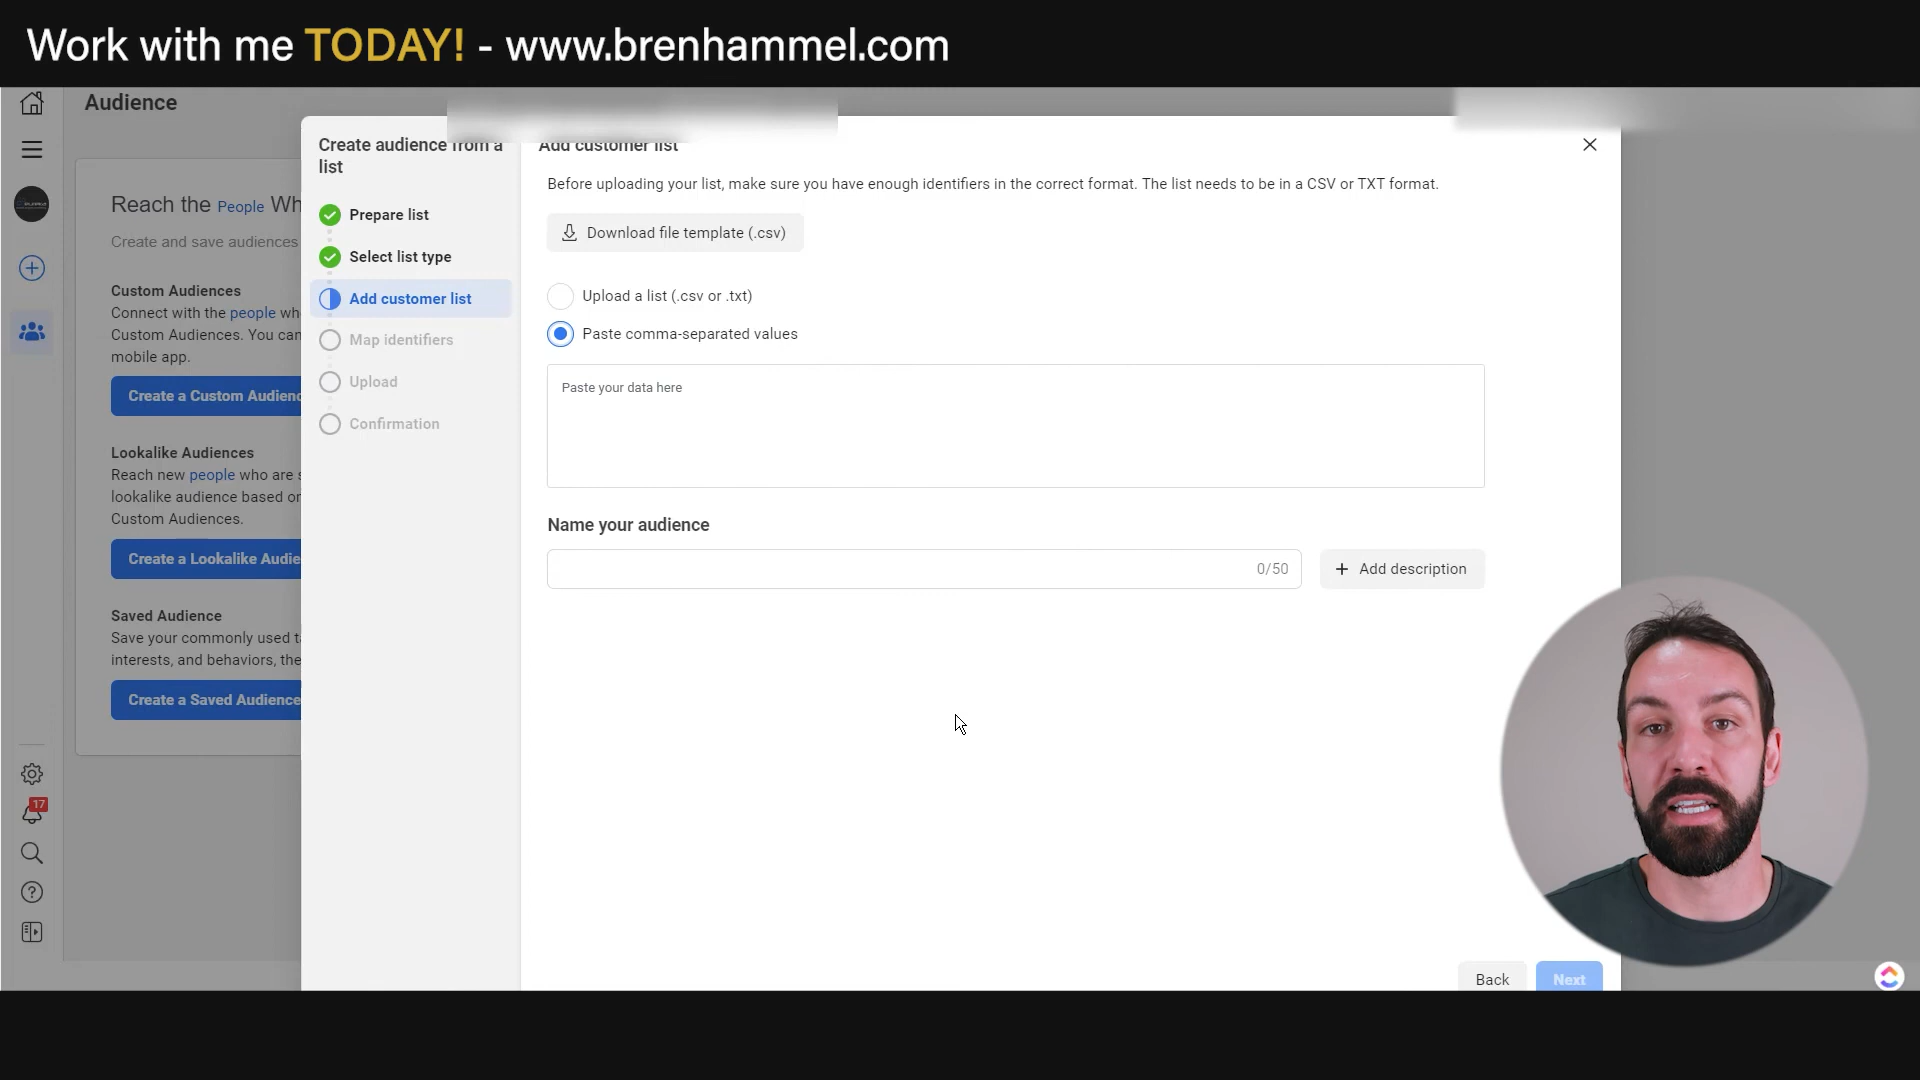 Work with me TODAY! - www.brenhammel.com
Audience
Reach the People Wh
Create and save audiences
Custom Audiences
Connect with the people wh
Custom Audiences. You can
mobile app.
Create a Custom Audienc
Lookalike Audiences
Reach new people who are s
lookalike audience based on
Custom Audiences.
Create a Lookalike Audie
Saved Audience
Save your commonly used t
interests, and behaviors, the
Create a Saved Audience
17
Create audience from a
list
Prepare list
Select list type
Add customer list
Map identifiers
Upload
Confirmation
Add customer list
Before uploading your list, make sure you have enough identifiers in the correct format. The list needs to be in a CSV or TXT format.
Download file template (.csv)
Upload a list (.csv or .txt)
Paste comma-separated values
Paste your data here
Name your audience
0/50
+ Add description
Back
Next